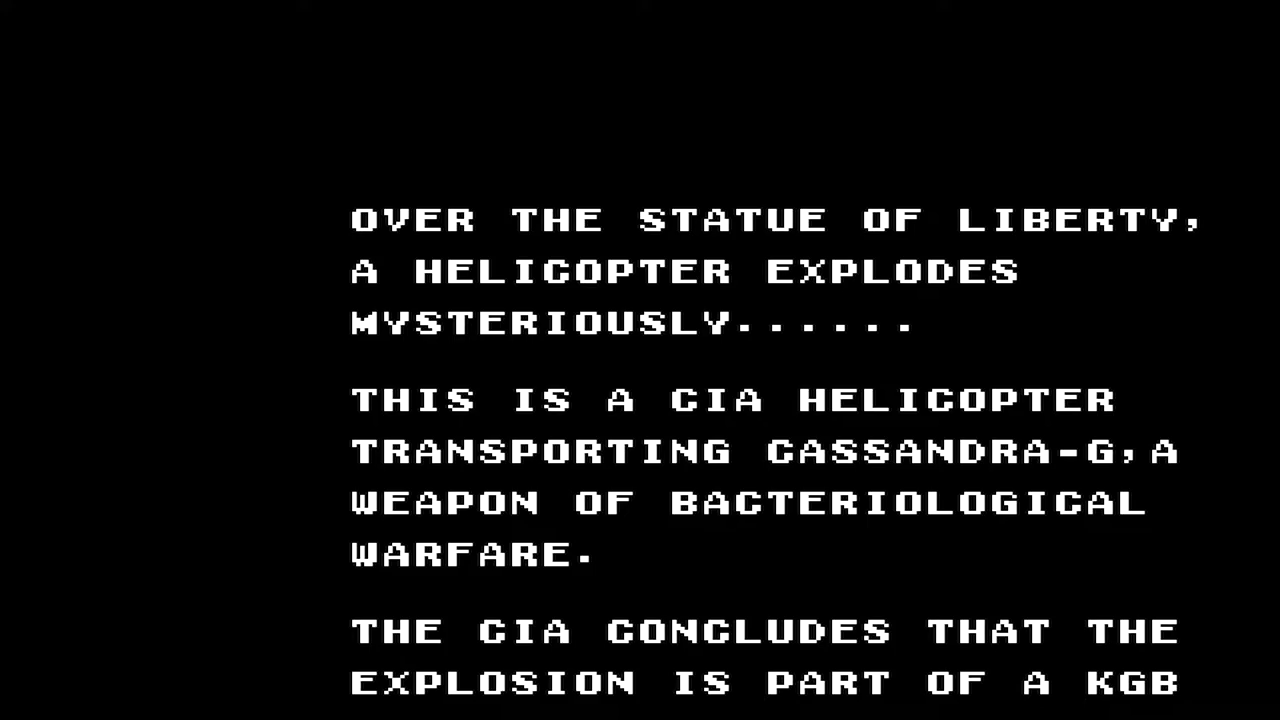 OVER THE STATUE OF LIBERTY,
A HELICOPTER EXPLODES
MYSTERIOUSLY......
THIS IS A CIA HELICOPTER
TRANSPORTING CASSANDRA-G,A
WEAPON OF BACTERIOLOGICAL
WARFARE.
THE CIA CONCLUDES THAT THE
EXPLOSION IS PART OF A KGB